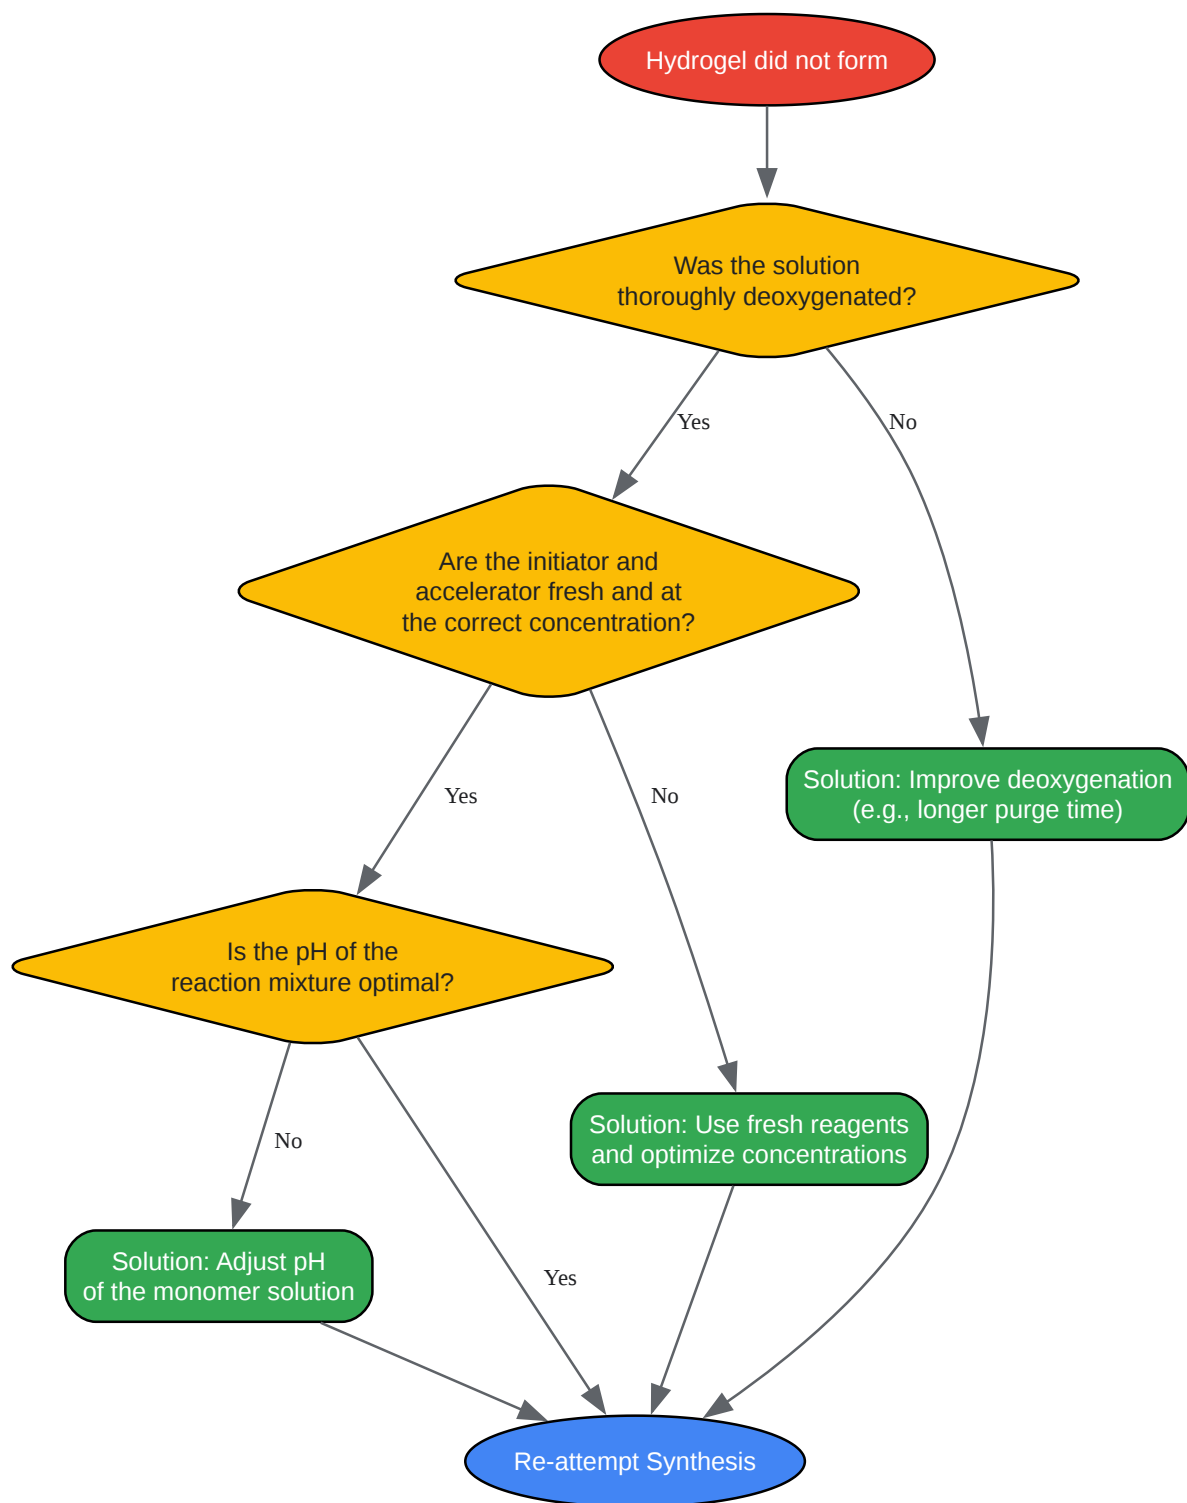 Hydrogel did not form
Was the solution
thoroughly deoxygenated?
Yes
No
Are the initiator and
accelerator fresh and at
the correct concentration?
Yes
No
Solution: Improve deoxygenation
(e.g., longer purge time)
Is the pH of the
reaction mixture optimal?
Solution: Use fresh reagents
and optimize concentrations
No
Yes
Solution: Adjust pH
of the monomer solution
Re-attempt Synthesis